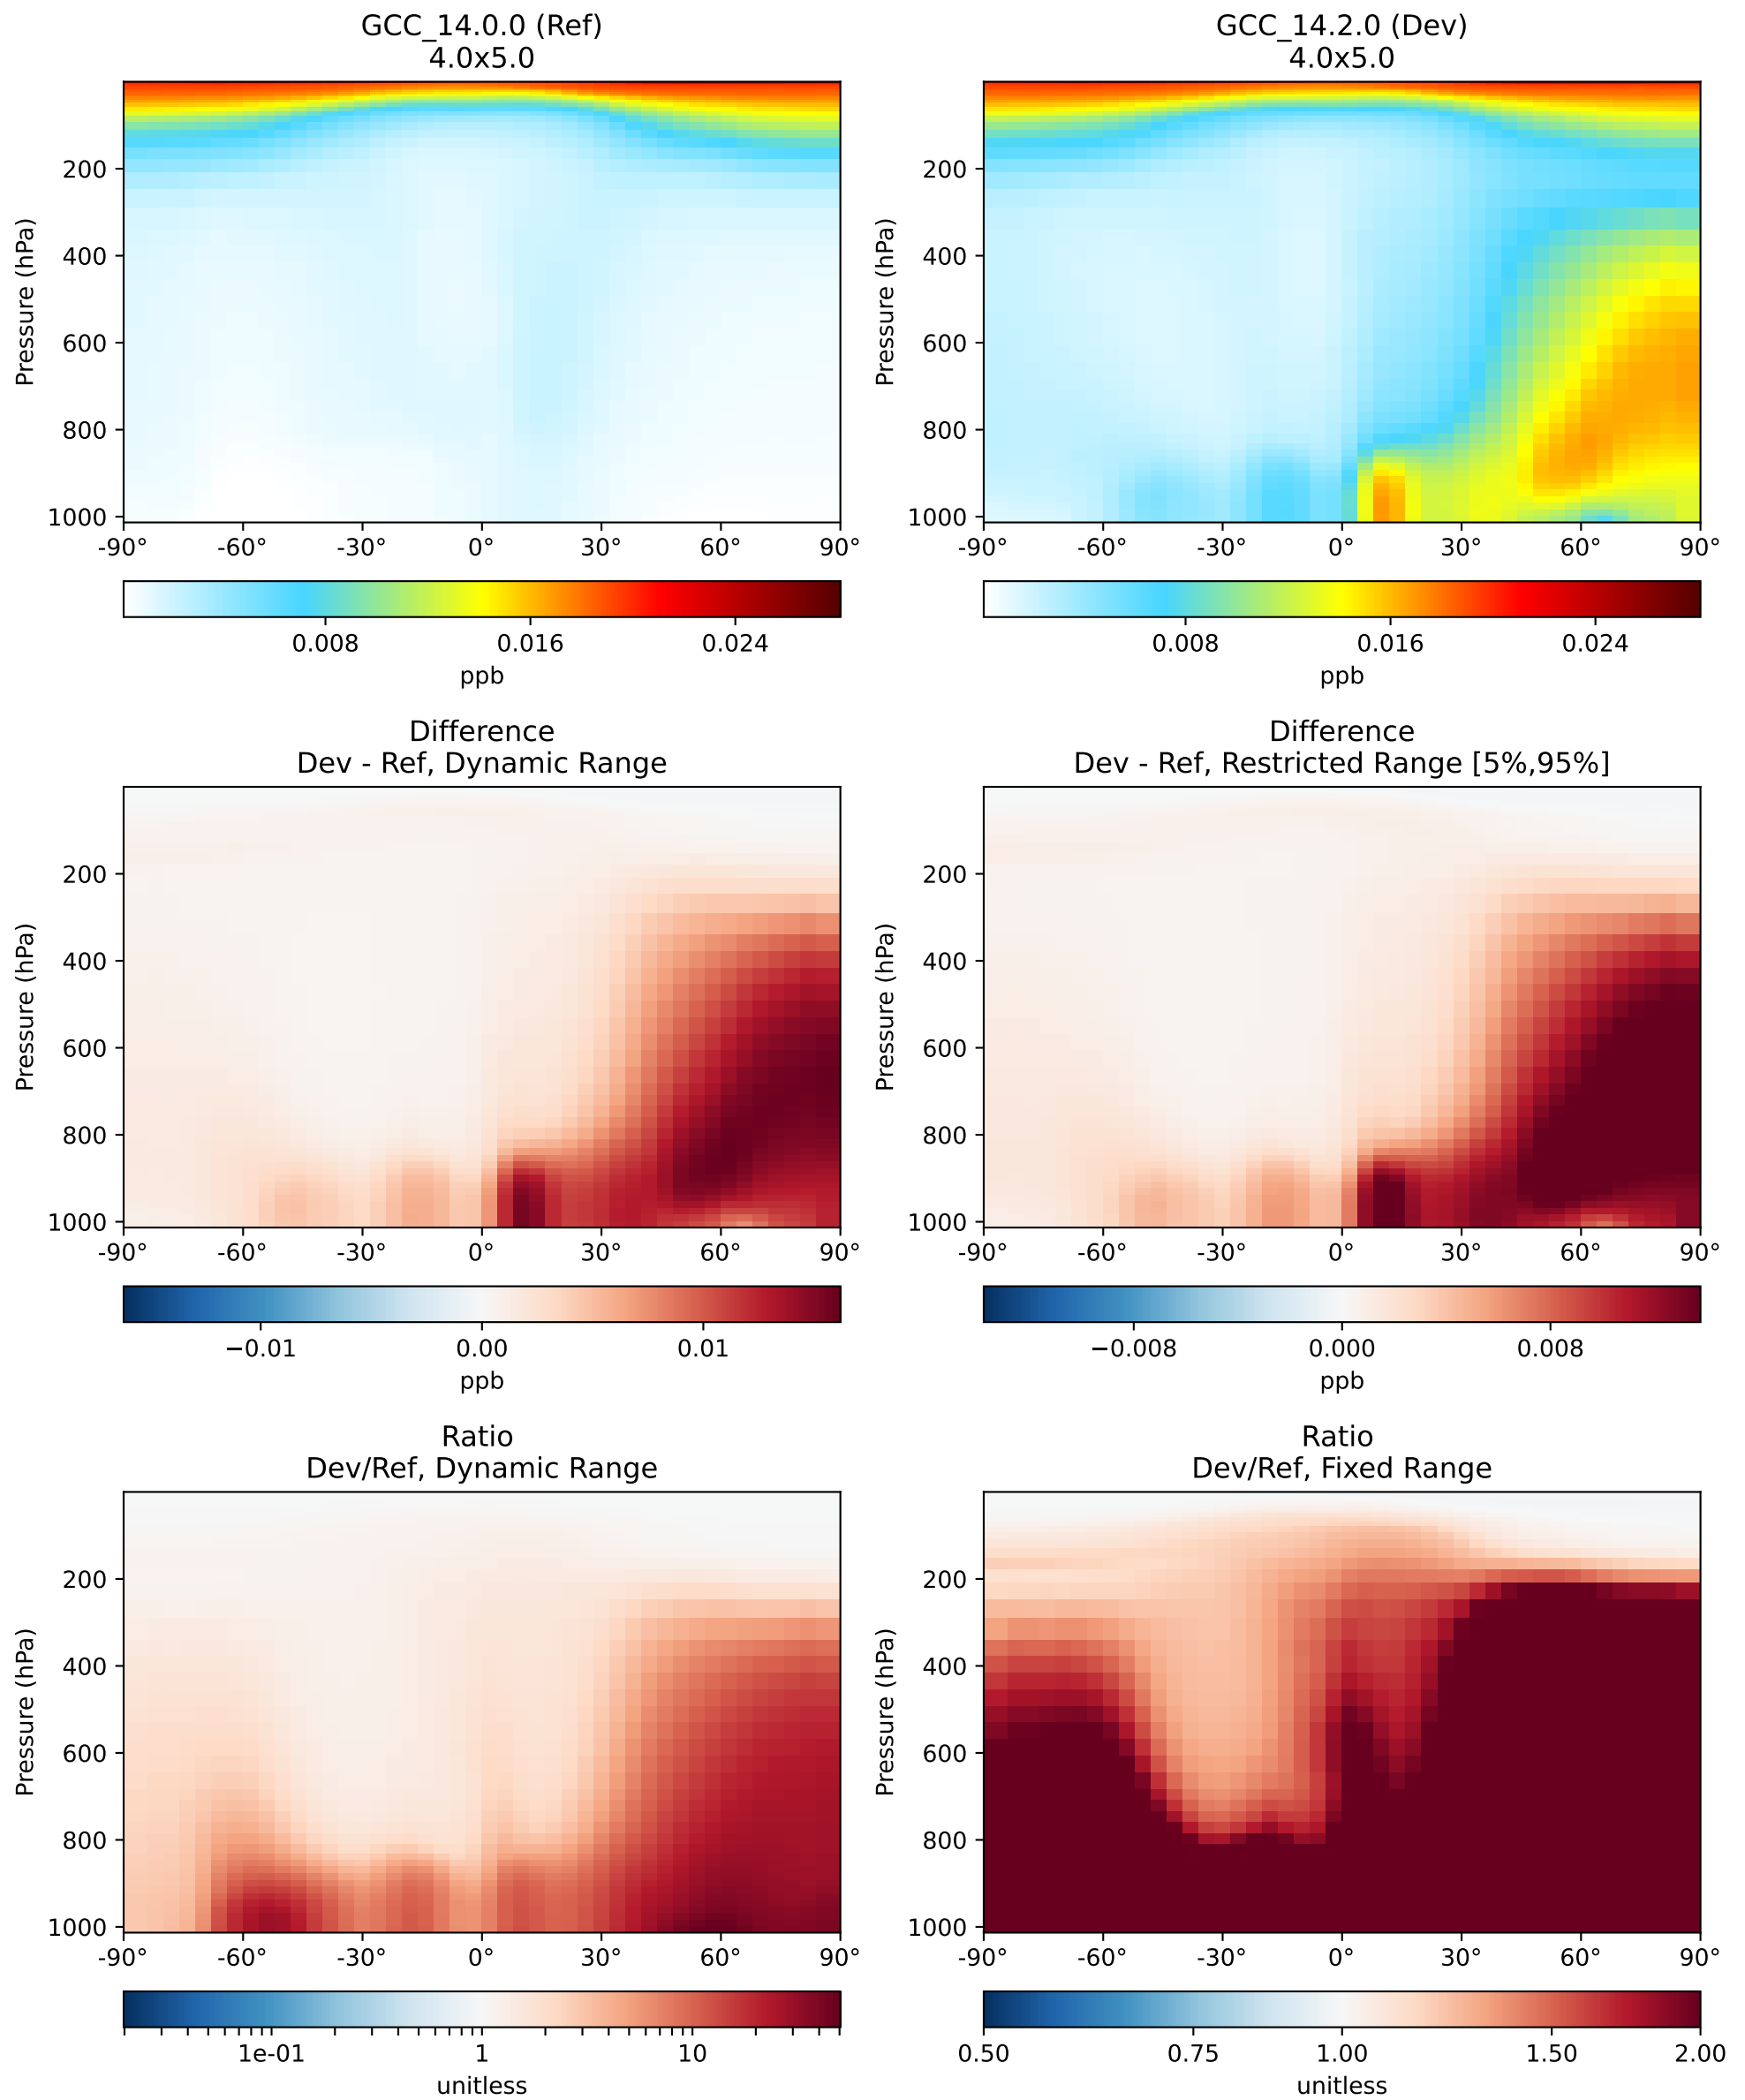 GCC_14.0.0 (Ref)
4.0x5.0
Pressure (hPa)
200
400
600
800
1000
-90° -60° -30° 0° 30° 60° 90°
0.008 0.016 0.024
ppb
GCC_14.2.0 (Dev)
4.0x5.0
Pressure (hPa)
200
400
600
800
1000
-90° -60° -30° 0° 30° 60° 90°
0.008 0.016 0.024
ppb
Difference
Dev - Ref, Dynamic Range
Pressure (hPa)
200
400
600
800
1000
-90° -60° -30° 0° 30° 60° 90°
−0.01 0.00 0.01
ppb
Difference
Dev - Ref, Restricted Range [5%,95%]
Pressure (hPa)
200
400
600
800
1000
-90° -60° -30° 0° 30° 60° 90°
−0.008 0.000 0.008
ppb
Ratio
Dev/Ref, Dynamic Range
Pressure (hPa)
200
400
600
800
1000
-90° -60° -30° 0° 30° 60° 90°
1e-01 1 10
unitless
Ratio
Dev/Ref, Fixed Range
Pressure (hPa)
200
400
600
800
1000
-90° -60° -30° 0° 30° 60° 90°
0.50 0.75 1.00 1.50 2.00
unitless